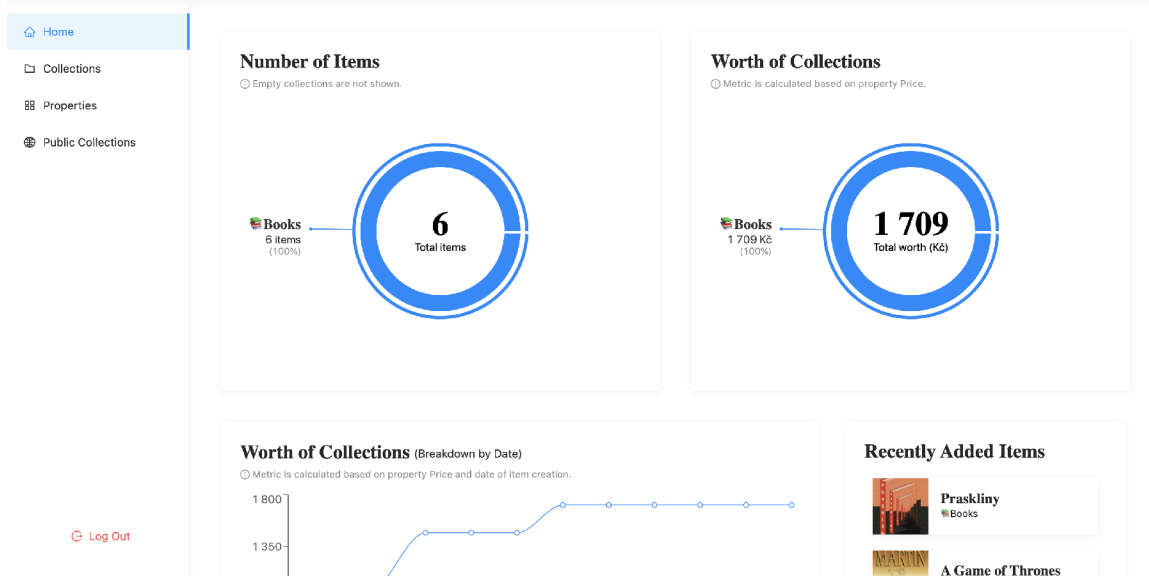 Home
Collections
Properties
Public Collections
Log Out
Number of Items
Empty collections are not shown.
Books
6 items
(100%)
6
Total items
Worth of Collections
Metric is calculated based on property Price.
Books
1 709 Kč
(100%)
1 709
Total worth (Kč)
Worth of Collections (Breakdown by Date)
Metric is calculated based on property Price and date of item creation.
1 800
1 350
Recently Added Items
Praskliny
Books
MARTIN
A Game of Thrones